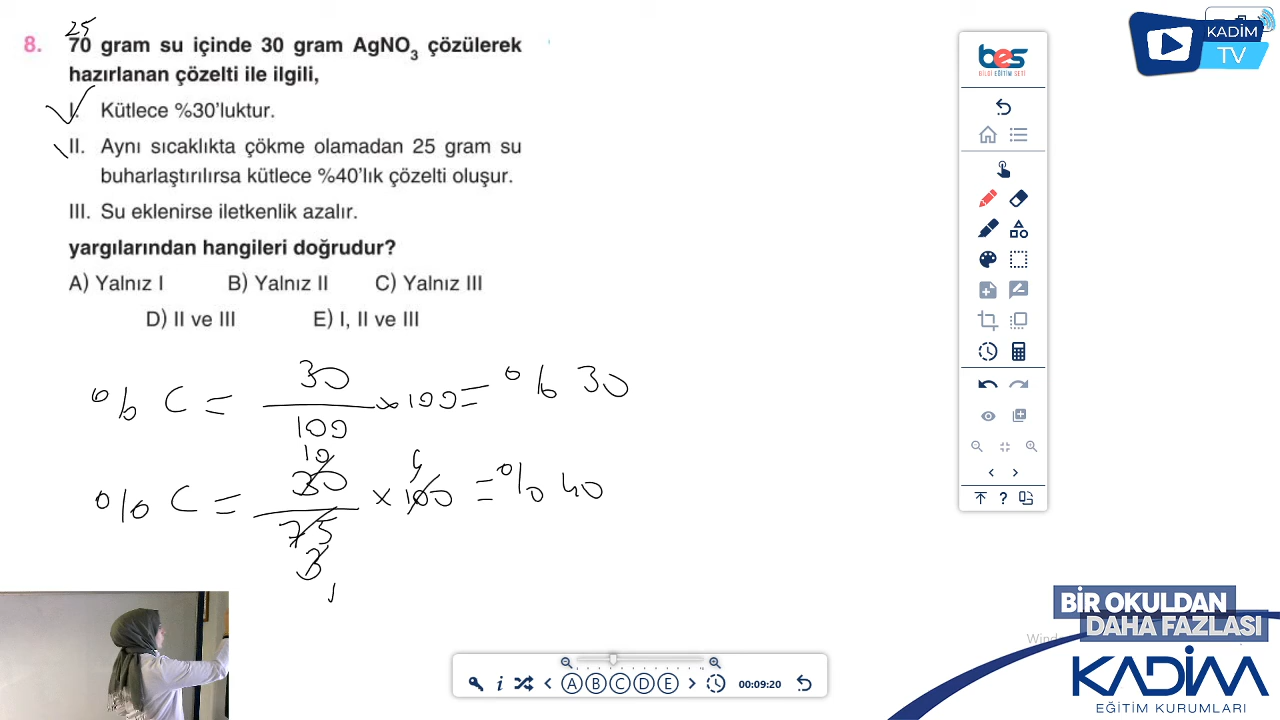 25
8. 70 gram su içinde 30 gram AgNO₃ çözülerek
hazırlanan çözelti ile ilgili,
I. Kütlece %30'luktur.
II. Aynı sıcaklıkta çökme olamadan 25 gram su
buharlaştırılırsa kütlece %40'lık çözelti oluşur.
III. Su eklenirse iletkenlik azalır.
yargılarından hangileri doğrudur?
A) Yalnız I B) Yalnız II C) Yalnız III
D) II ve III E) I, II ve III
% C = 30
100
×100 = % 30
% C = 30
75
× 100 = % 40
10
4
3
1
bes
BİLGİ EĞİTİM SETİ
KADİM
TV
A B C D E
00:09:20
BİR OKULDAN
DAHA FAZLASI
KADİM
EĞİTİM KURUMLARI